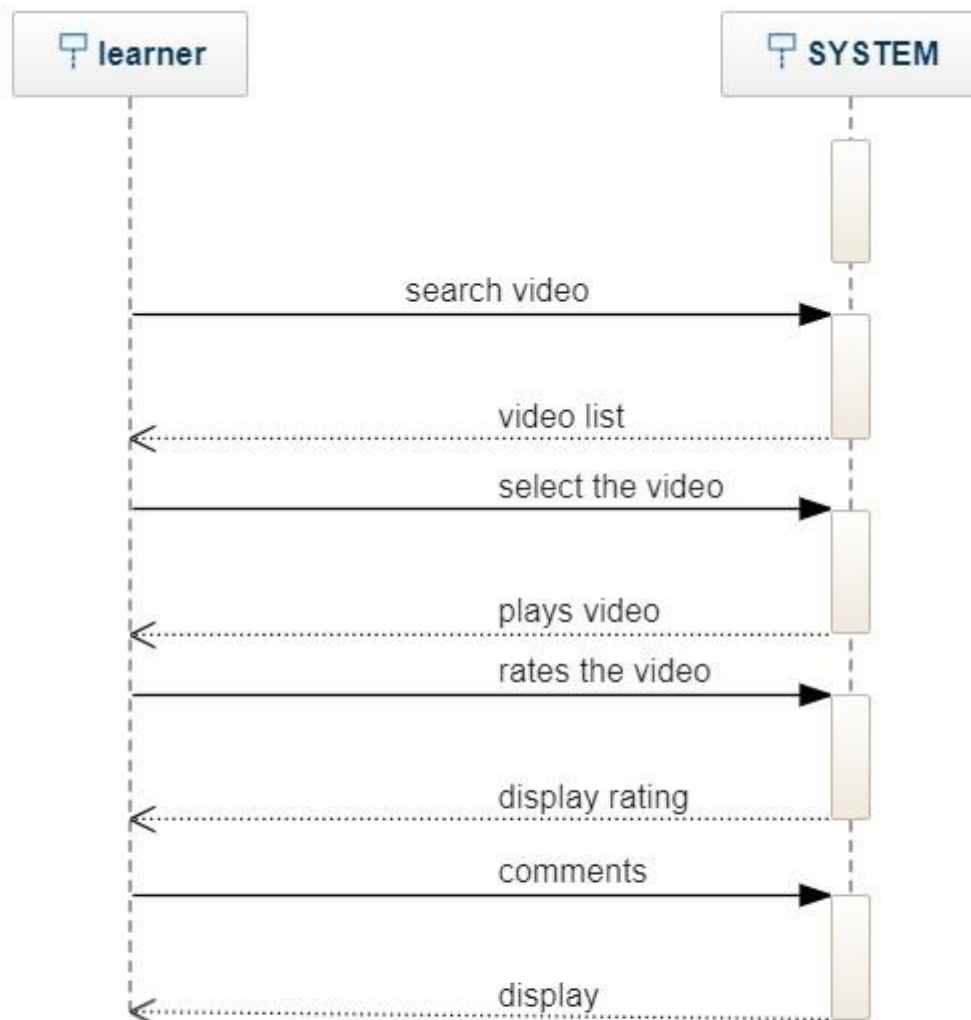 learner
SYSTEM
search video
video list
select the video
plays video
rates the video
display rating
comments
display